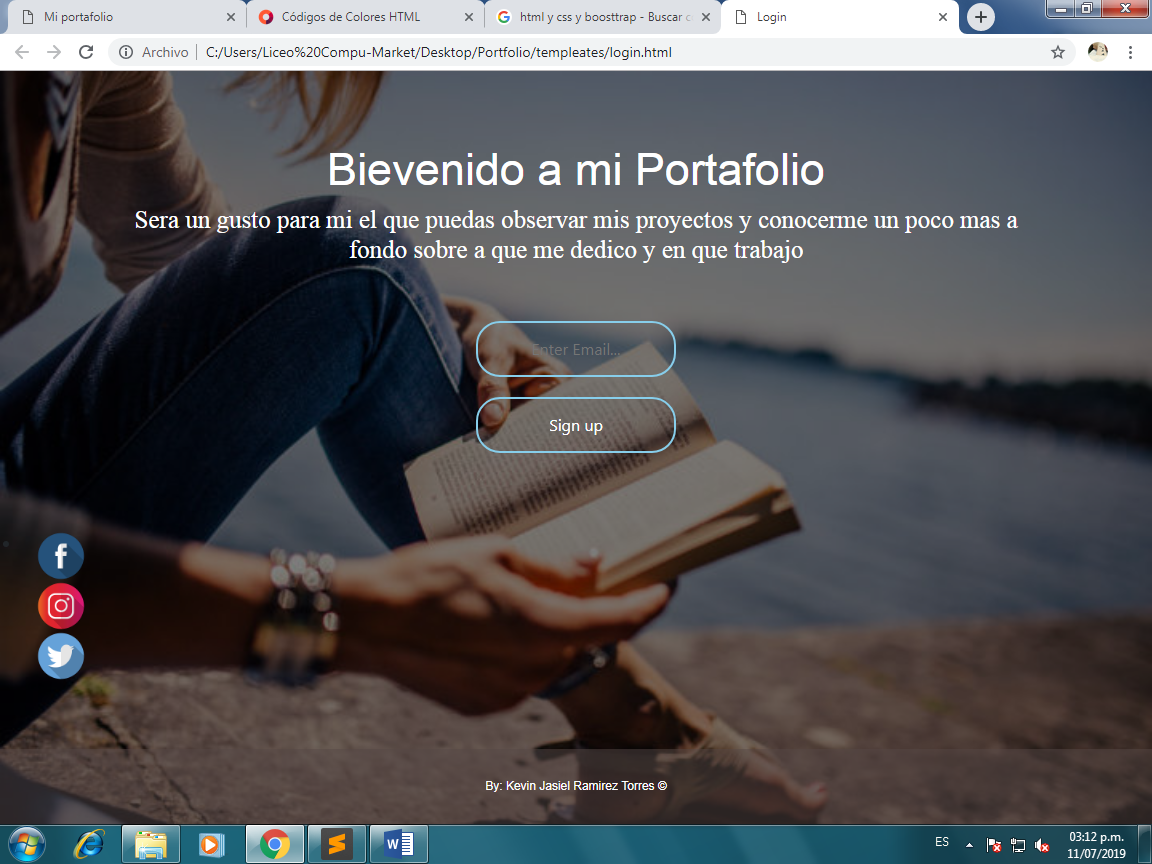 Mi portafolio
Códigos de Colores HTML
html y css y boosttrap - Buscar c
Login
Archivo
C:/Users/Liceo%20Compu-Market/Desktop/Portfolio/templeates/login.html
Bievenido a mi Portafolio
Sera un gusto para mi el que puedas observar mis proyectos y conocerme un poco mas a
fondo sobre a que me dedico y en que trabajo
Enter Email...
Sign up
By: Kevin Jasiel Ramirez Torres ©
ES
03:12 p.m.
11/07/2019